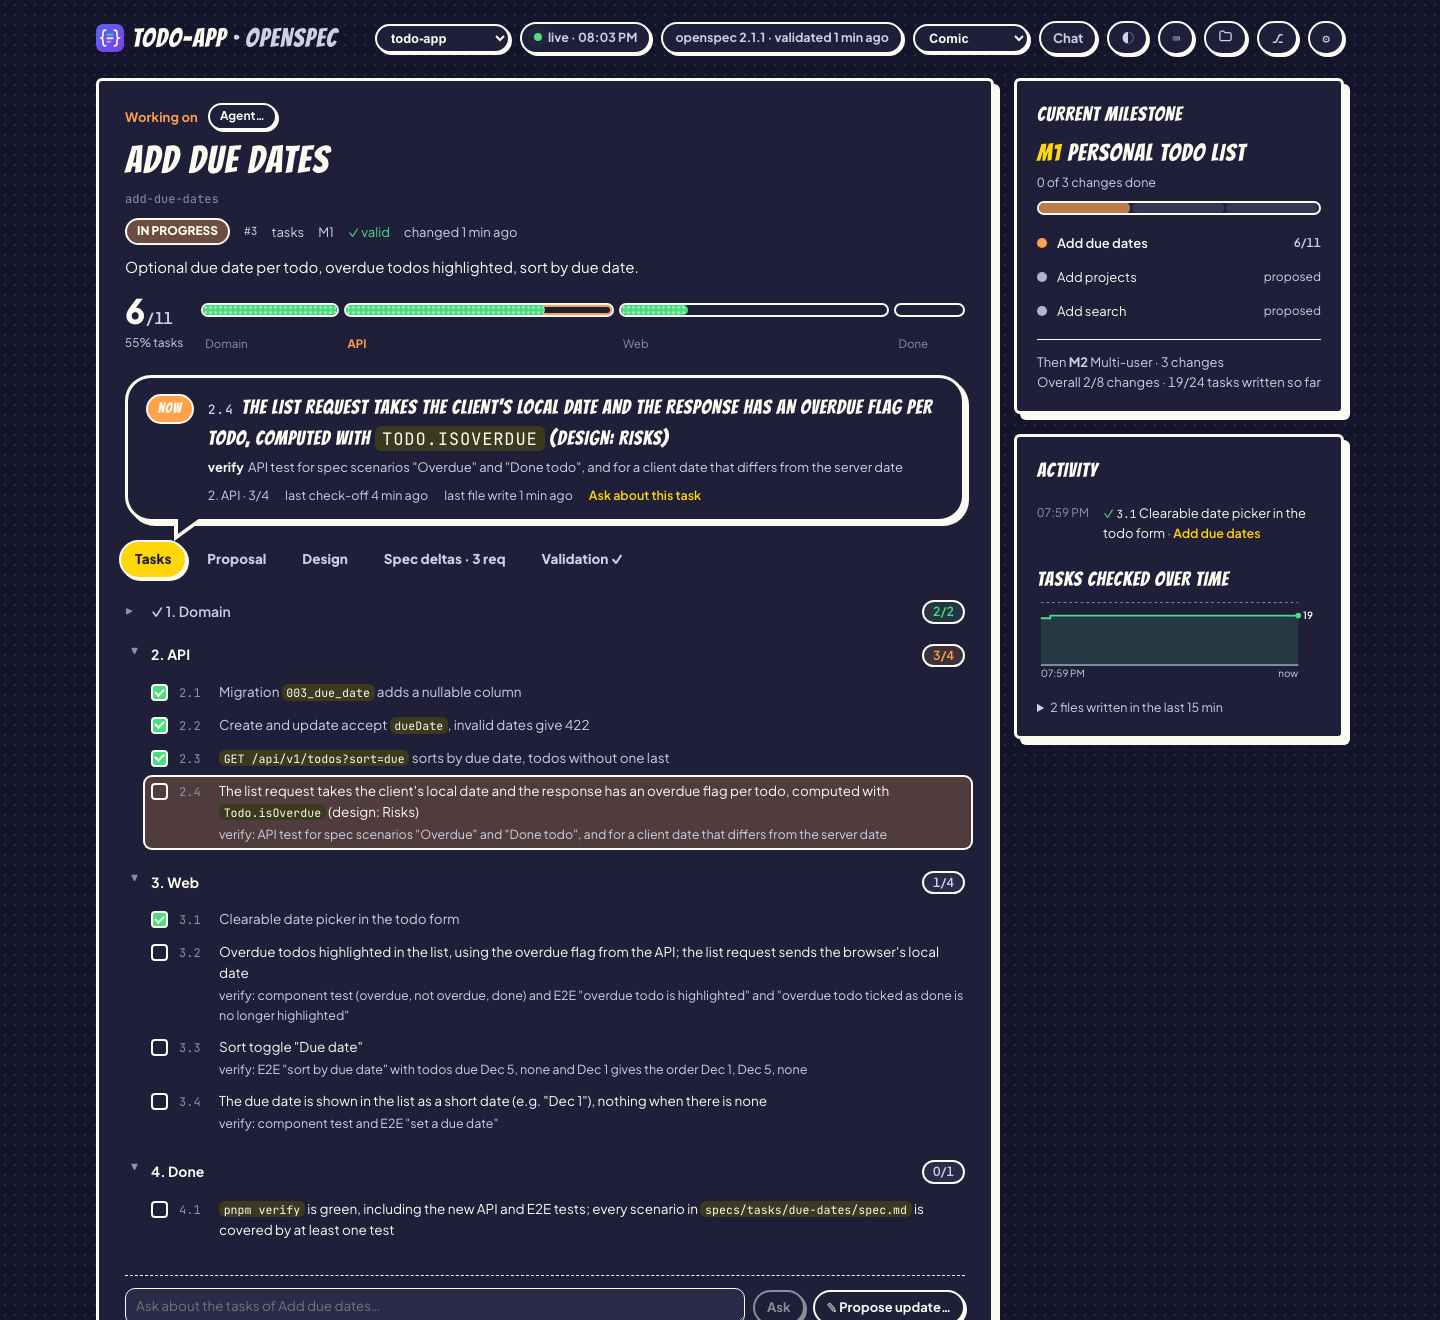 TODO-APP · OPENSPEC
todo-app
live · 08:03 PM
openspec 2.1.1 · validated 1 min ago
Comic
Chat
Working on
Agent…
ADD DUE DATES
add-due-dates
IN PROGRESS
#3
tasks
M1
✓ valid
changed 1 min ago
Optional due date per todo, overdue todos highlighted, sort by due date.
6/11
55% tasks
Domain
API
Web
Done
NOW
2.4 THE LIST REQUEST TAKES THE CLIENT'S LOCAL DATE AND THE RESPONSE HAS AN OVERDUE FLAG PER
TODO, COMPUTED WITH TODO.ISOVERDUE (DESIGN: RISKS)
verify API test for spec scenarios "Overdue" and "Done todo", and for a client date that differs from the server date
2. API · 3/4
last check-off 4 min ago
last file write 1 min ago
Ask about this task
Tasks
Proposal
Design
Spec deltas · 3 req
Validation ✓
✓ 1. Domain
2/2
2. API
3/4
2.1 Migration 003_due_date adds a nullable column
2.2 Create and update accept dueDate, invalid dates give 422
2.3 GET /api/v1/todos?sort=due sorts by due date, todos without one last
2.4 The list request takes the client's local date and the response has an overdue flag per todo, computed with
Todo.isOverdue (design: Risks)
verify: API test for spec scenarios "Overdue" and "Done todo", and for a client date that differs from the server date
3. Web
1/4
3.1 Clearable date picker in the todo form
3.2 Overdue todos highlighted in the list, using the overdue flag from the API; the list request sends the browser's local
date
verify: component test (overdue, not overdue, done) and E2E "overdue todo is highlighted" and "overdue todo ticked as done is
no longer highlighted"
3.3 Sort toggle "Due date"
verify: E2E "sort by due date" with todos due Dec 5, none and Dec 1 gives the order Dec 1, Dec 5, none
3.4 The due date is shown in the list as a short date (e.g. "Dec 1"), nothing when there is none
verify: component test and E2E "set a due date"
4. Done
0/1
4.1 pnpm verify is green, including the new API and E2E tests; every scenario in specs/tasks/due-dates/spec.md is
covered by at least one test
Ask about the tasks of Add due dates…
Ask
✎ Propose update…
CURRENT MILESTONE
M1 PERSONAL TODO LIST
0 of 3 changes done
Add due dates
6/11
Add projects
proposed
Add search
proposed
Then M2 Multi-user · 3 changes
Overall 2/8 changes · 19/24 tasks written so far
ACTIVITY
07:59 PM
✓ 3.1 Clearable date picker in the
todo form · Add due dates
TASKS CHECKED OVER TIME
19
07:59 PM
now
2 files written in the last 15 min